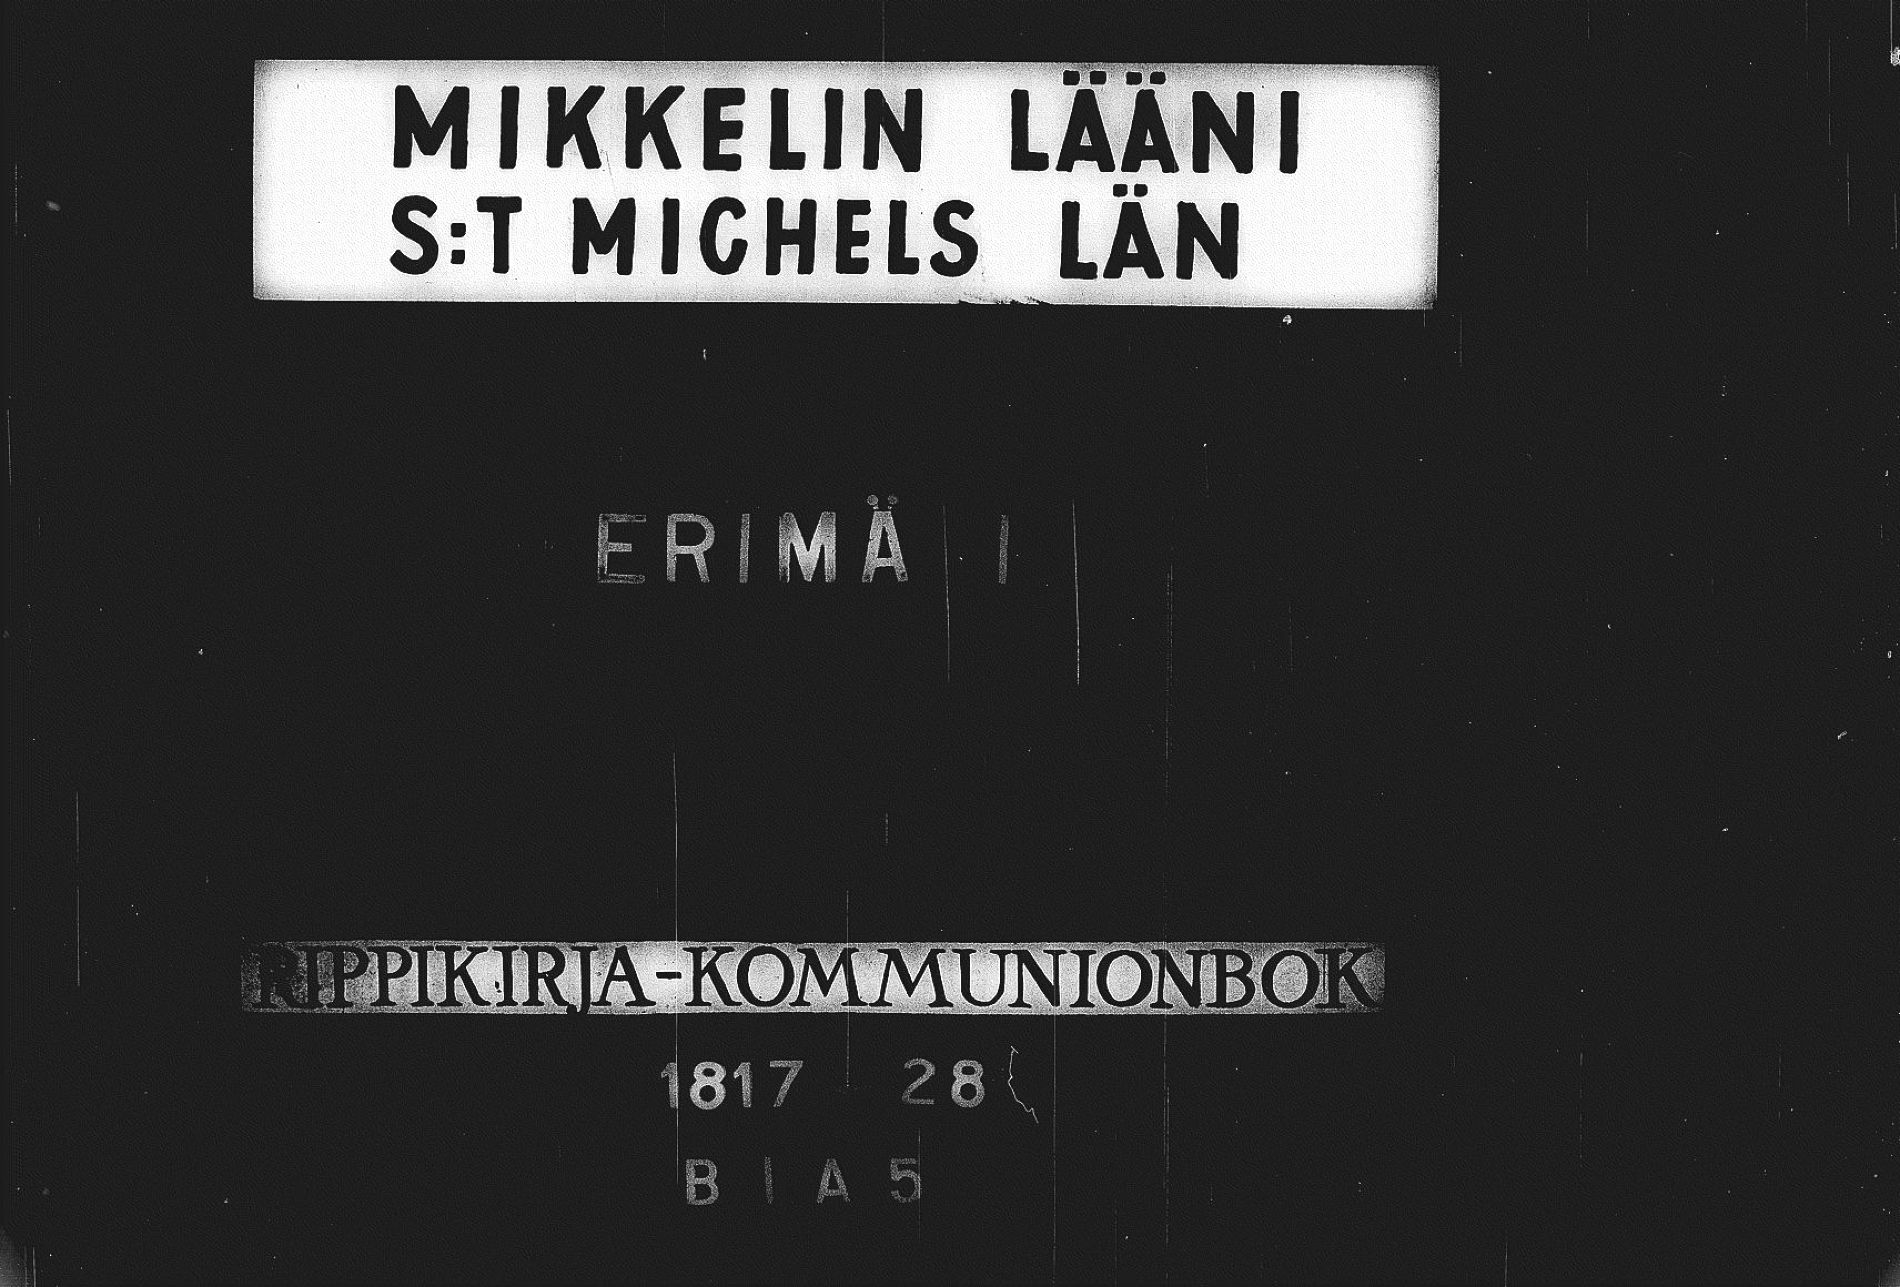 MIKKELIN LÄÄNI
S:T MICHELS LÄN
ERIMÄ I
RIPPIKIRJA-KOMMUNIONBOK
1817 28
B I A 5